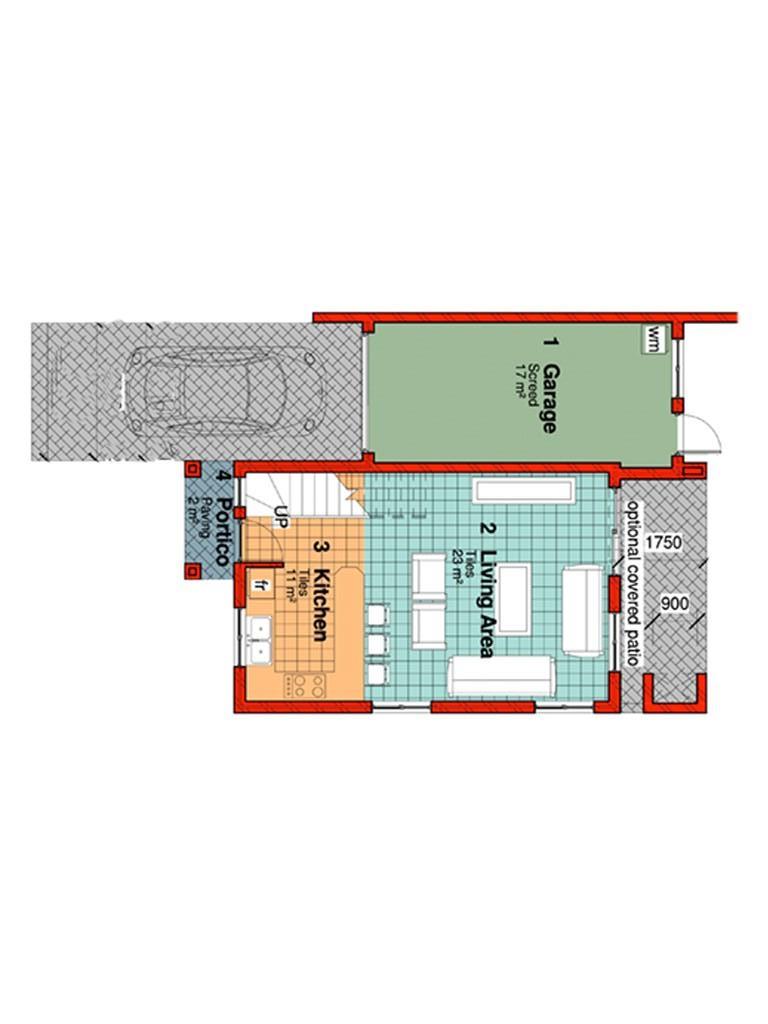 1 Garage
Screed
17 m²
wm
4 Portico
Paving
2 m²
UP
3 Kitchen
Tiles
11 m²
fr
2 Living Area
Tiles
23 m²
optional covered patio
1750
900